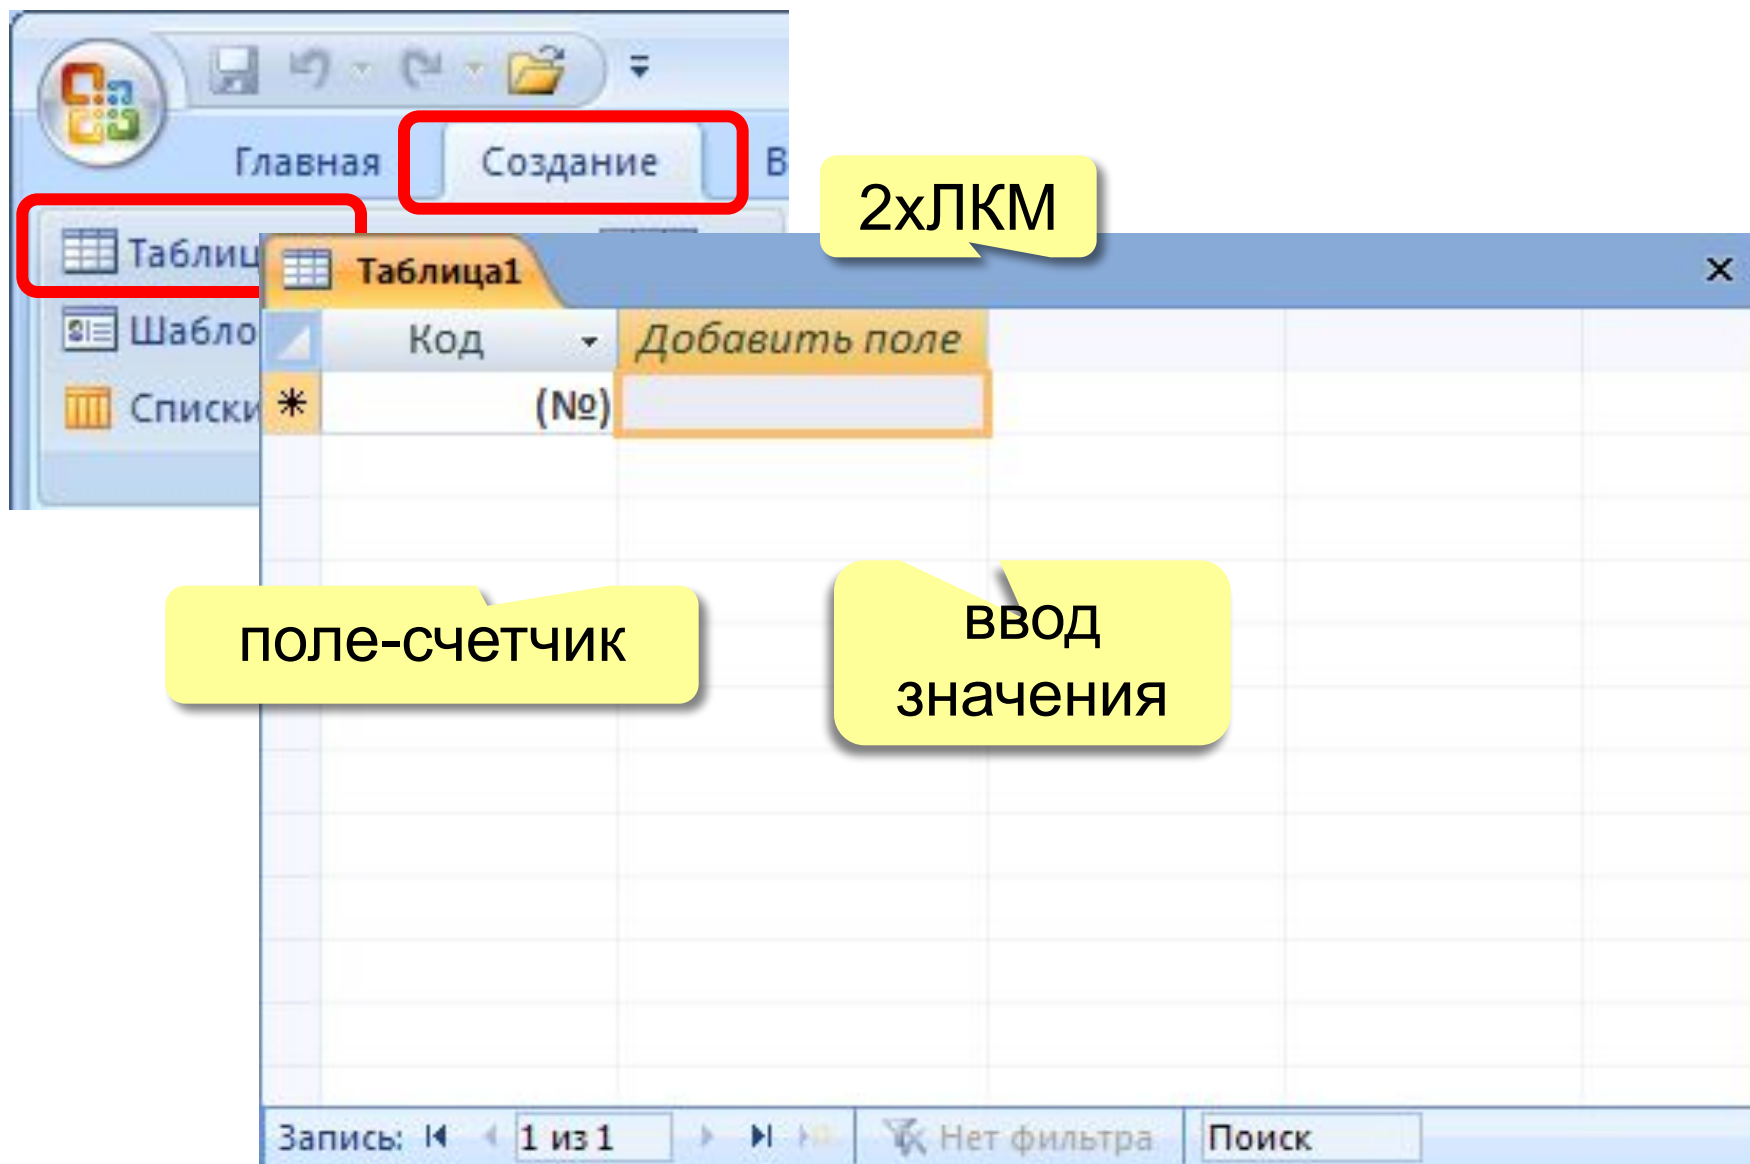 Главная Создание В
2хЛКМ
Таблиц
Таблица1
Шабло
Код Добавить поле
Списки
(№)
поле-счетчик
ввод
значения
Запись: 1 из 1 Нет фильтра Поиск